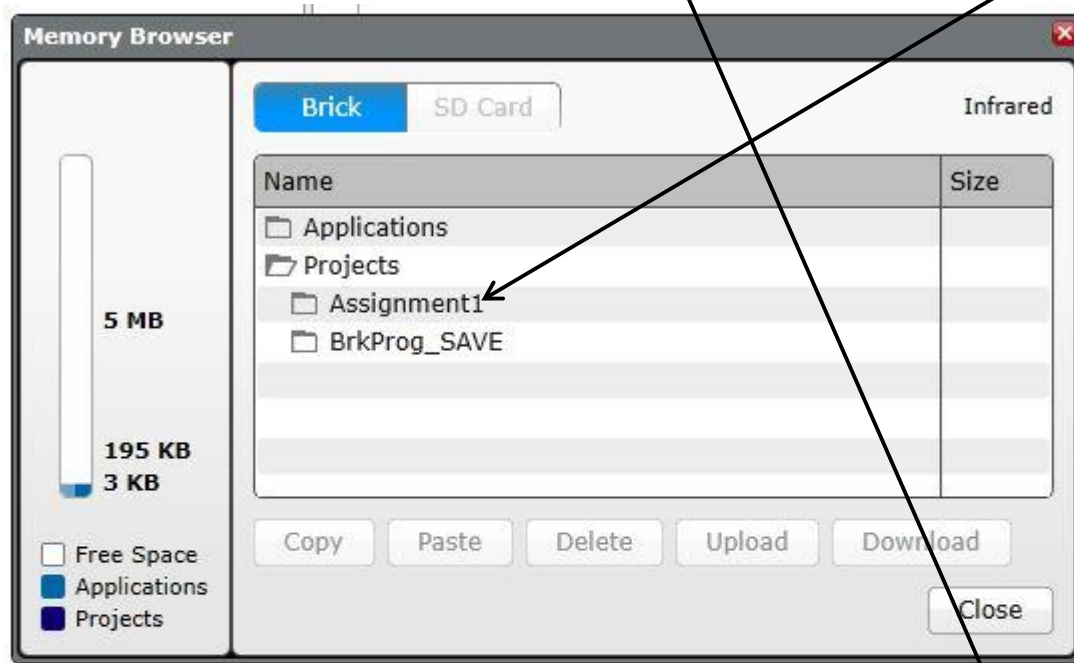 Memory Browser
Brick SD Card Infrared
Name Size
Applications
Projects
Assignment1
BrkProg_SAVE
5 MB
195 KB
3 KB
Free Space
Applications
Projects
Copy Paste Delete Upload Download
Close